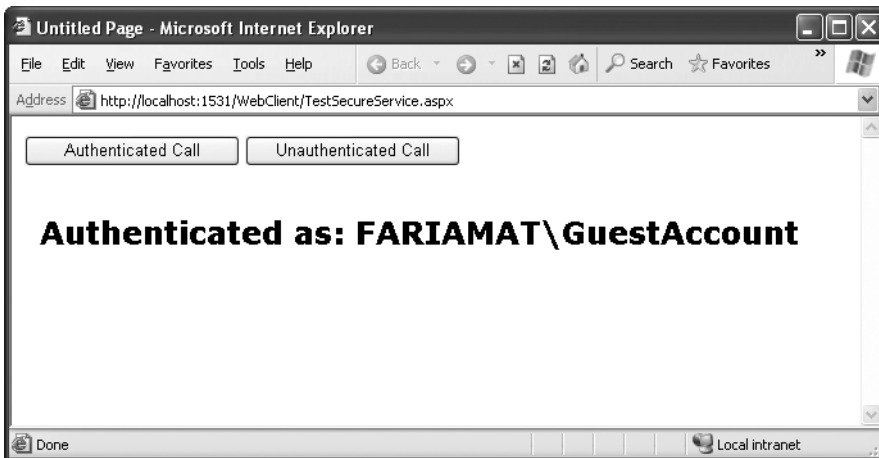 Untitled Page - Microsoft Internet Explorer
File Edit View Favorites Tools Help Back Search Favorites »
Address http://localhost:1531/WebClient/TestSecureService.aspx
Authenticated Call Unauthenticated Call
Authenticated as: FARIAMAT\GuestAccount
Done Local intranet